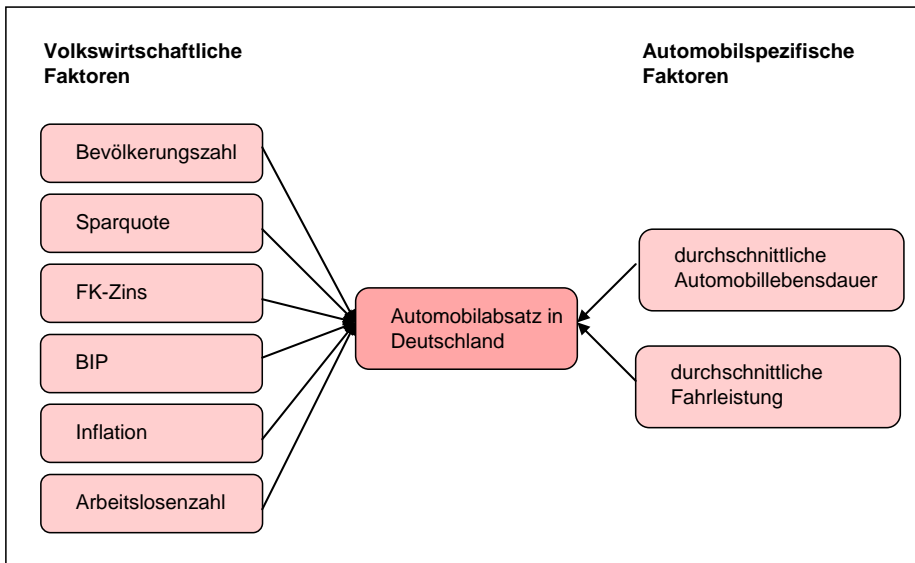 Volkswirtschaftliche
Faktoren
Bevölkerungszahl
Sparquote
FK-Zins
BIP
Inflation
Arbeitslosenzahl
Automobilabsatz in
Deutschland
Automobilspezifische
Faktoren
durchschnittliche
Automobillebensdauer
durchschnittliche
Fahrleistung